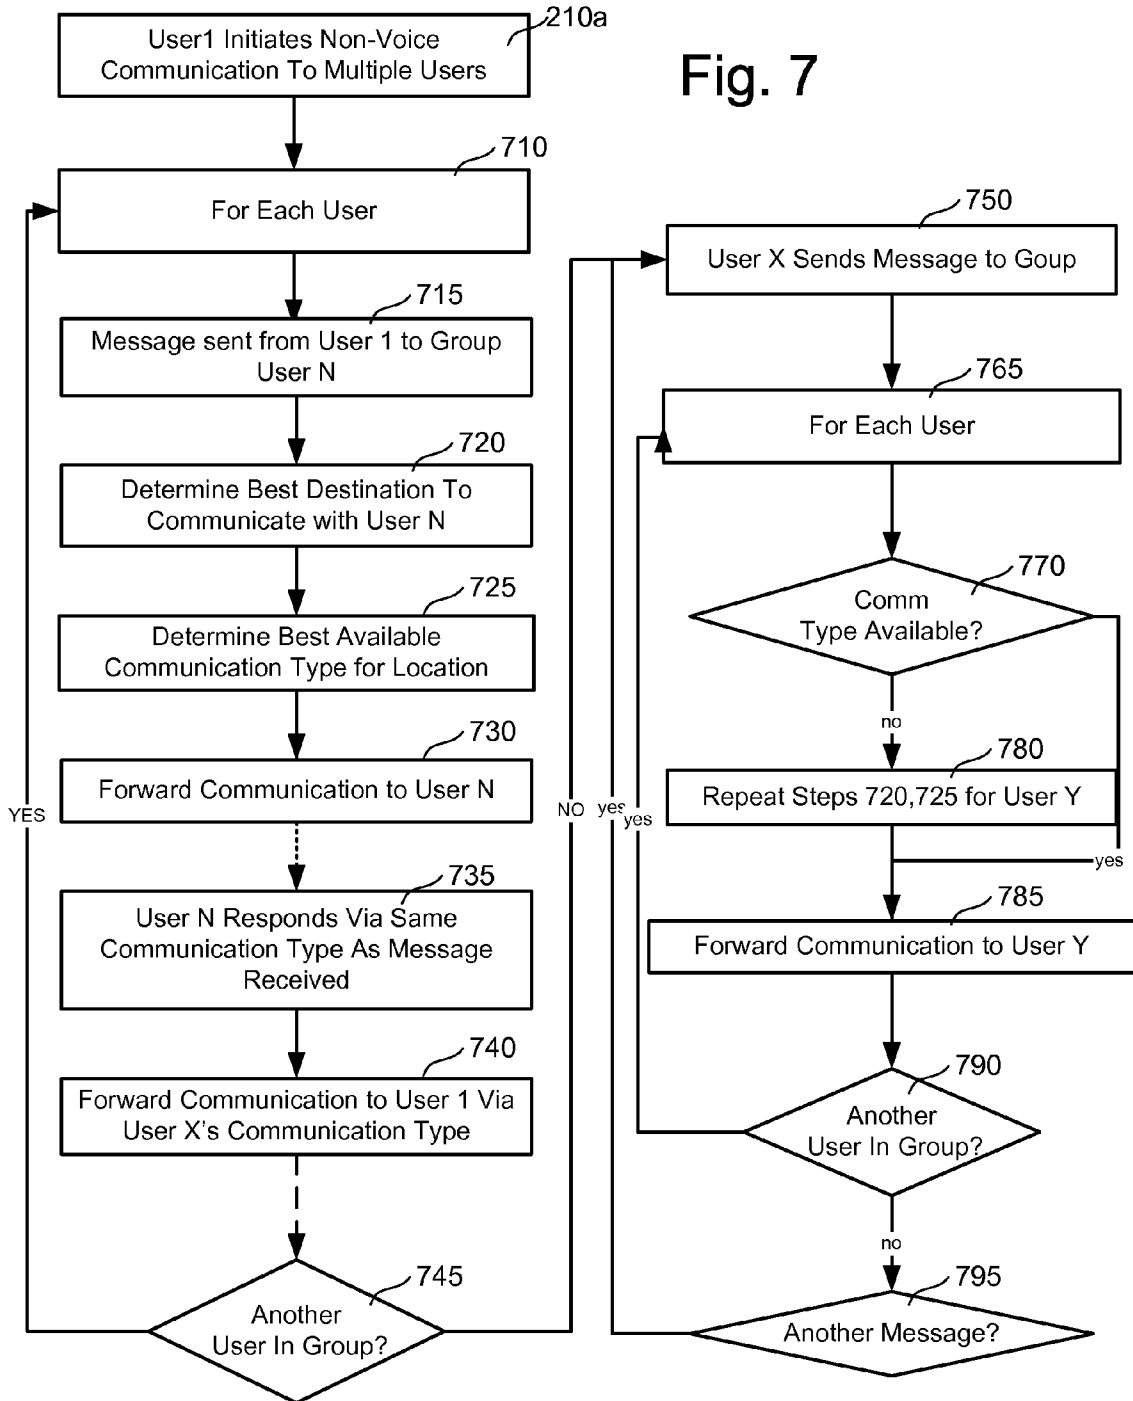 210a
User1 Initiates Non-Voice
Communication To Multiple Users
Fig. 7
710
For Each User
715
Message sent from User 1 to Group
User N
720
Determine Best Destination To
Communicate with User N
725
Determine Best Available
Communication Type for Location
730
Forward Communication to User N
735
User N Responds Via Same
Communication Type As Message
Received
740
Forward Communication to User 1 Via
User X's Communication Type
745
Another
User In Group?
YES
NO
750
User X Sends Message to Goup
765
For Each User
770
Comm
Type Available?
no
yes
780
Repeat Steps 720,725 for User Y
785
Forward Communication to User Y
790
Another
User In Group?
yes
no
795
Another Message?
yes